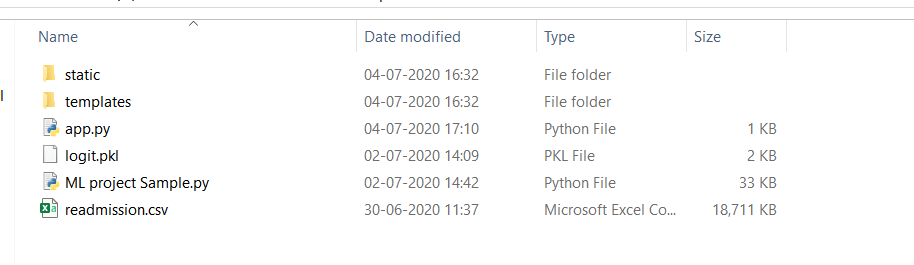 Name Date modified Type Size
static 04-07-2020 16:32 File folder
templates 04-07-2020 16:32 File folder
app.py 04-07-2020 17:10 Python File 1 KB
logit.pkl 02-07-2020 14:09 PKL File 2 KB
ML project Sample.py 02-07-2020 14:42 Python File 33 KB
readmission.csv 30-06-2020 11:37 Microsoft Excel Co... 18,711 KB